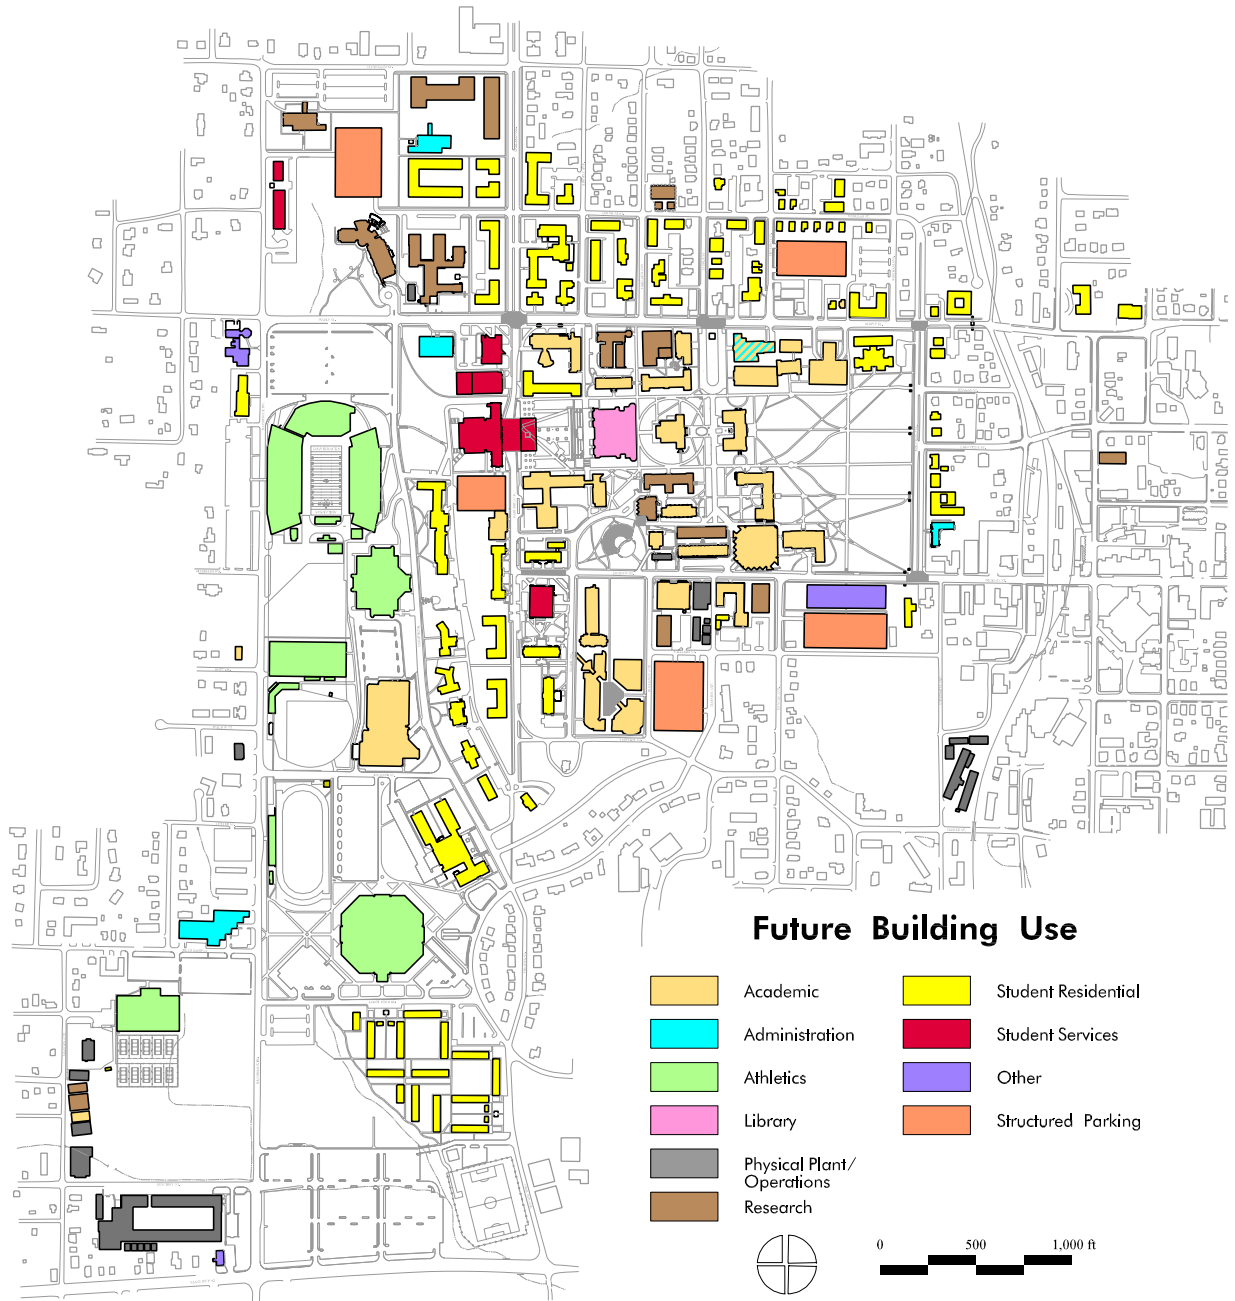 Future Building Use
Academic
Administration
Athletics
Library
Physical Plant/
Operations
Research
Student Residential
Student Services
Other
Structured Parking
0 500 1,000 ft